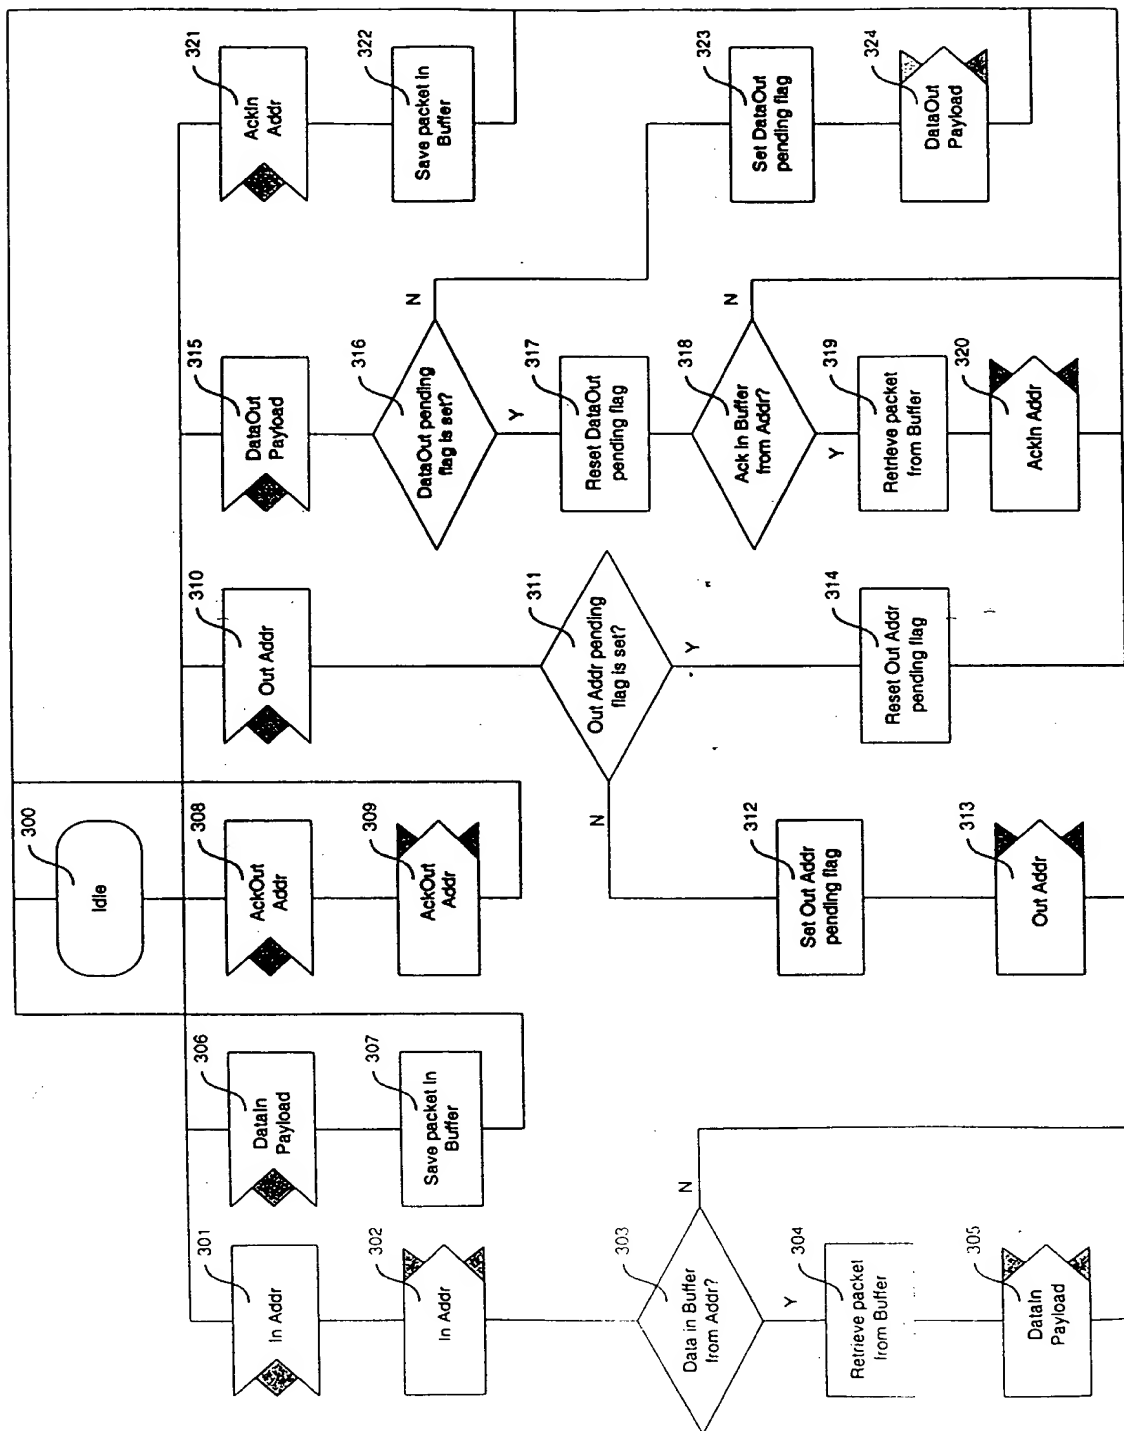 300
Idle
301
In Addr
302
In Addr
303
Data in Buffer
from Addr?
N
Y
304
Retrieve packet
from Buffer
305
DataIn
Payload
306
DataIn
Payload
307
Save packet in
Buffer
308
AckOut
Addr
309
AckOut
Addr
310
Out Addr
311
Out Addr pending
flag is set?
N
Y
312
Set Out Addr
pending flag
313
Out Addr
314
Reset Out Addr
pending flag
315
DataOut
Payload
316
DataOut pending
flag is set?
N
Y
317
Reset DataOut
pending flag
318
Ack in Buffer
from Addr?
N
Y
319
Retrieve packet
from Buffer
320
AckIn Addr
321
AckIn
Addr
322
Save packet in
Buffer
323
Set DataOut
pending flag
324
DataOut
Payload